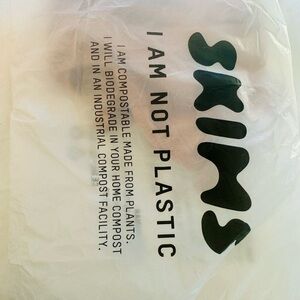 SKIMS
I AM NOT PLASTIC
I AM COMPOSTABLE MADE FROM PLANTS.
I WILL BIODEGRADE IN YOUR HOME COMPOST
AND IN AN INDUSTRIAL COMPOST FACILITY.